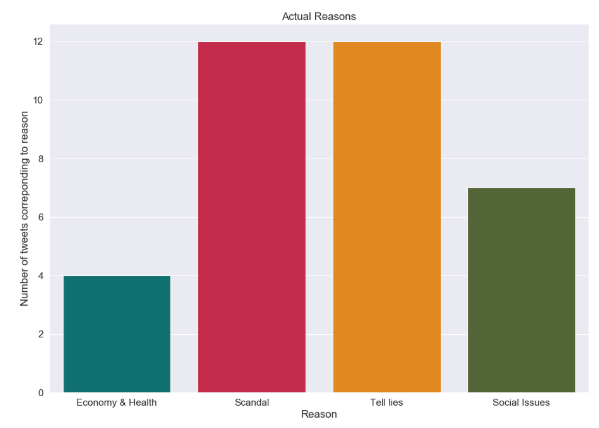 Actual Reasons
Number of tweets correponding to reason
12
10
8
6
4
2
0
Economy & Health
Scandal
Tell lies
Social Issues
Reason